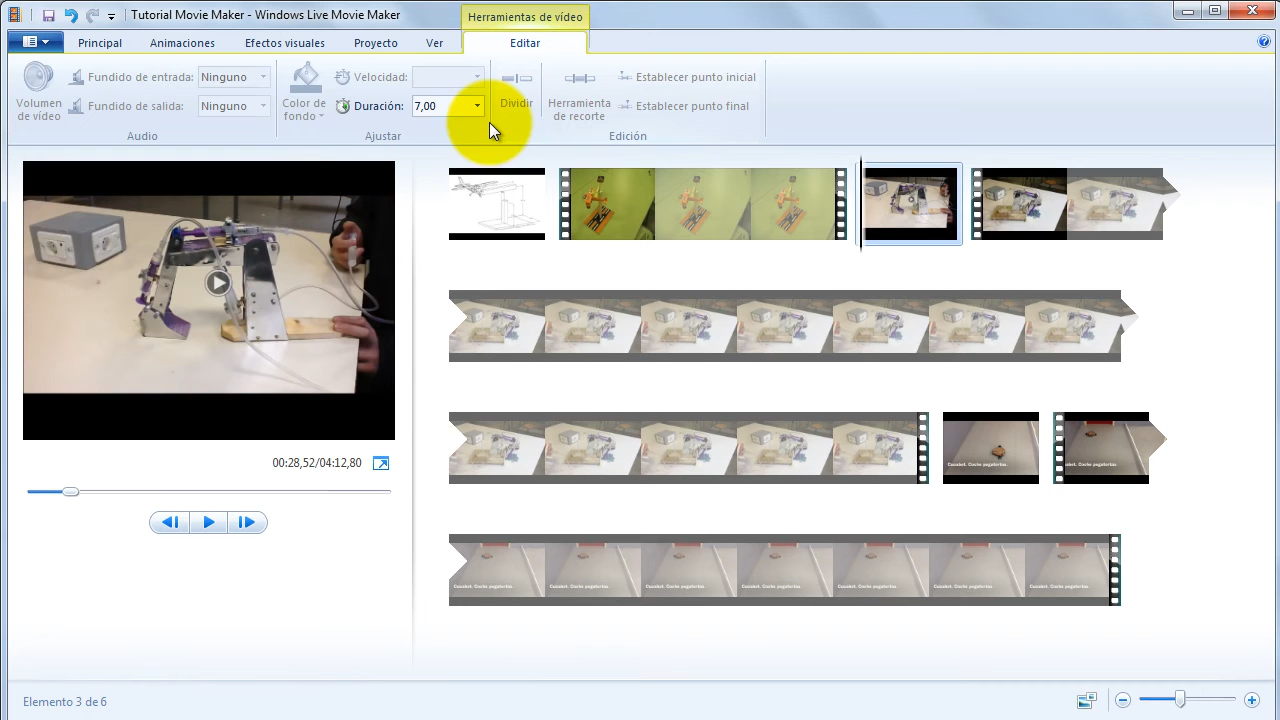 Tutorial Movie Maker - Windows Live Movie Maker
Herramientas de vídeo
Principal
Animaciones
Efectos visuales
Proyecto
Ver
Editar
Volumen de vídeo
Fundido de entrada: Ninguno
Fundido de salida: Ninguno
Audio
Color de fondo
Velocidad:
Duración: 7,00
Ajustar
Dividir
Herramienta de recorte
Establecer punto inicial
Establecer punto final
Edición
00:28,52/04:12,80
Elemento 3 de 6